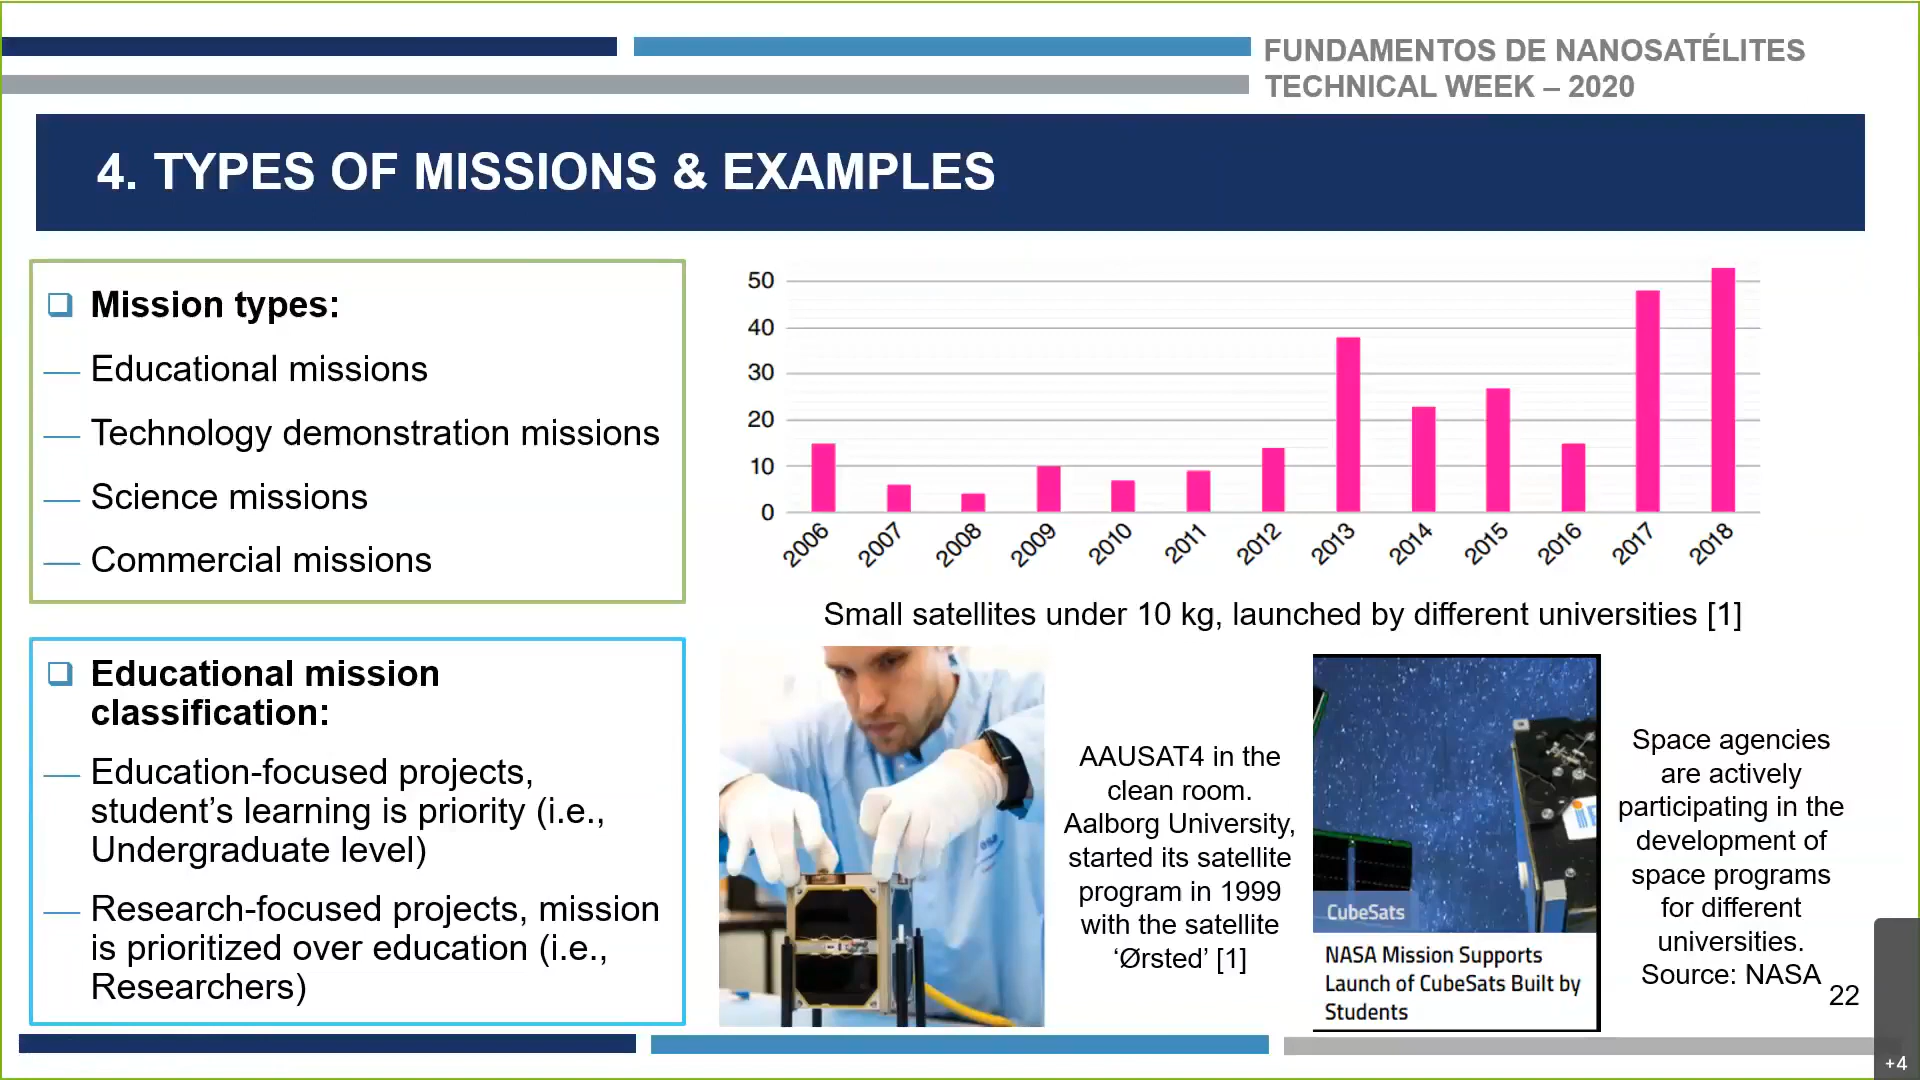 FUNDAMENTOS DE NANOSATÉLITES
TECHNICAL WEEK – 2020
4. TYPES OF MISSIONS & EXAMPLES
Mission types:
Educational missions
Technology demonstration missions
Science missions
Commercial missions
Educational mission
classification:
Education-focused projects,
student’s learning is priority (i.e.,
Undergraduate level)
Research-focused projects, mission
is prioritized over education (i.e.,
Researchers)
50
40
30
20
10
0
2006 2007 2008 2009 2010 2011 2012 2013 2014 2015 2016 2017 2018
Small satellites under 10 kg, launched by different universities [1]
AAUSAT4 in the
clean room.
Aalborg University,
started its satellite
program in 1999
with the satellite
‘Ørsted’ [1]
CubeSats
NASA Mission Supports
Launch of CubeSats Built by
Students
Space agencies
are actively
participating in the
development of
space programs
for different
universities.
Source: NASA
22
+4